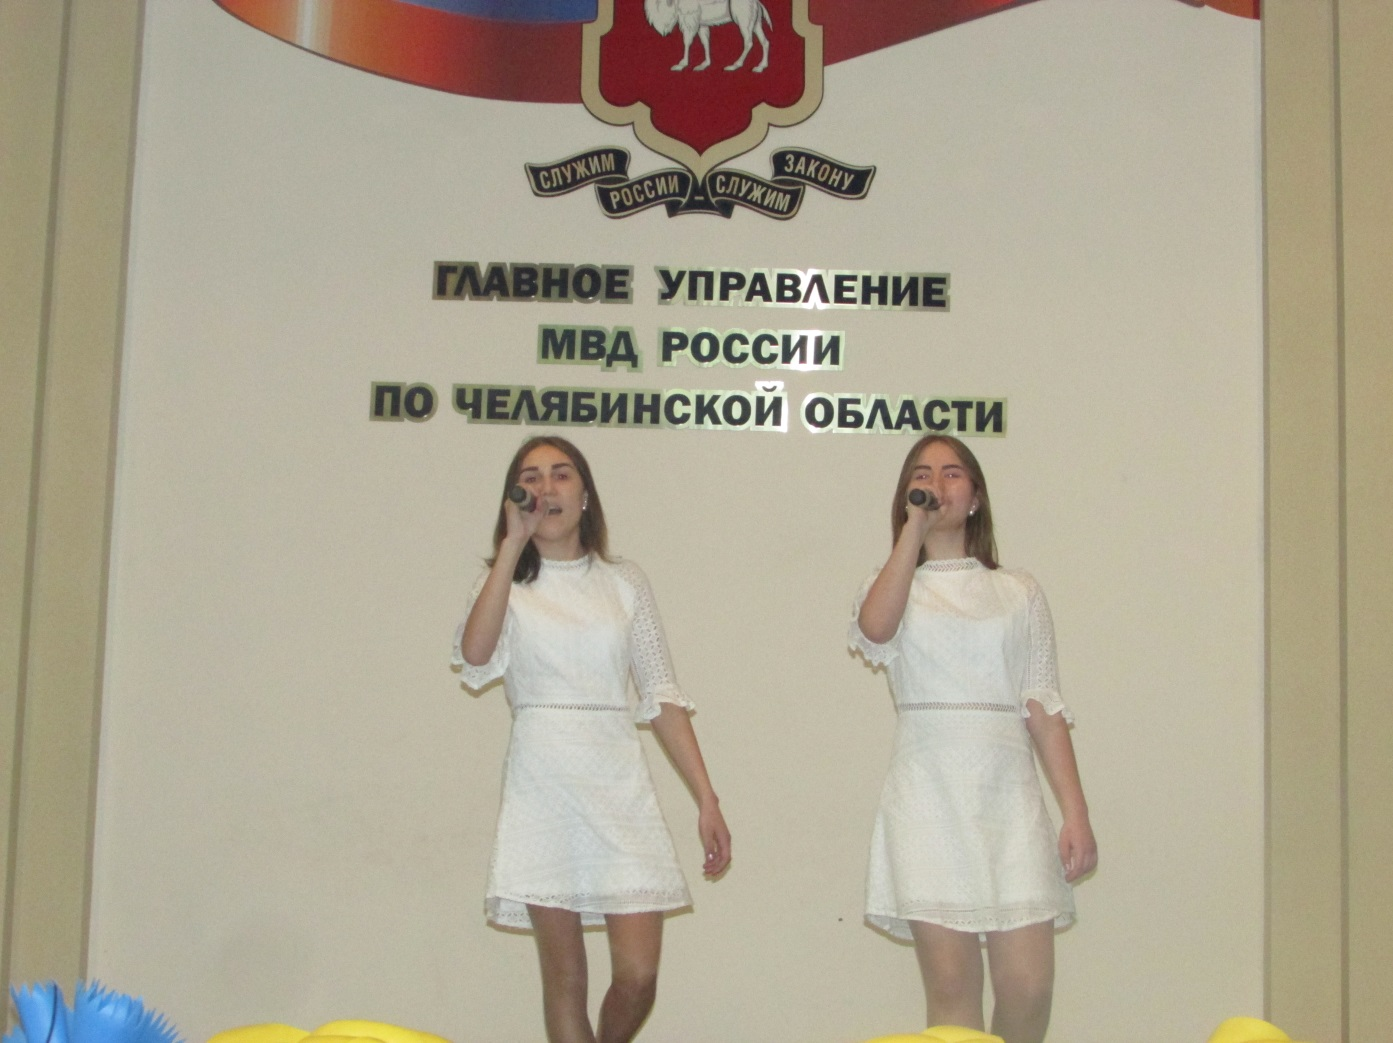 СЛУЖИМ РОССИИ - СЛУЖИМ ЗАКОНУ
ГЛАВНОЕ УПРАВЛЕНИЕ
МВД РОССИИ
ПО ЧЕЛЯБИНСКОЙ ОБЛАСТИ